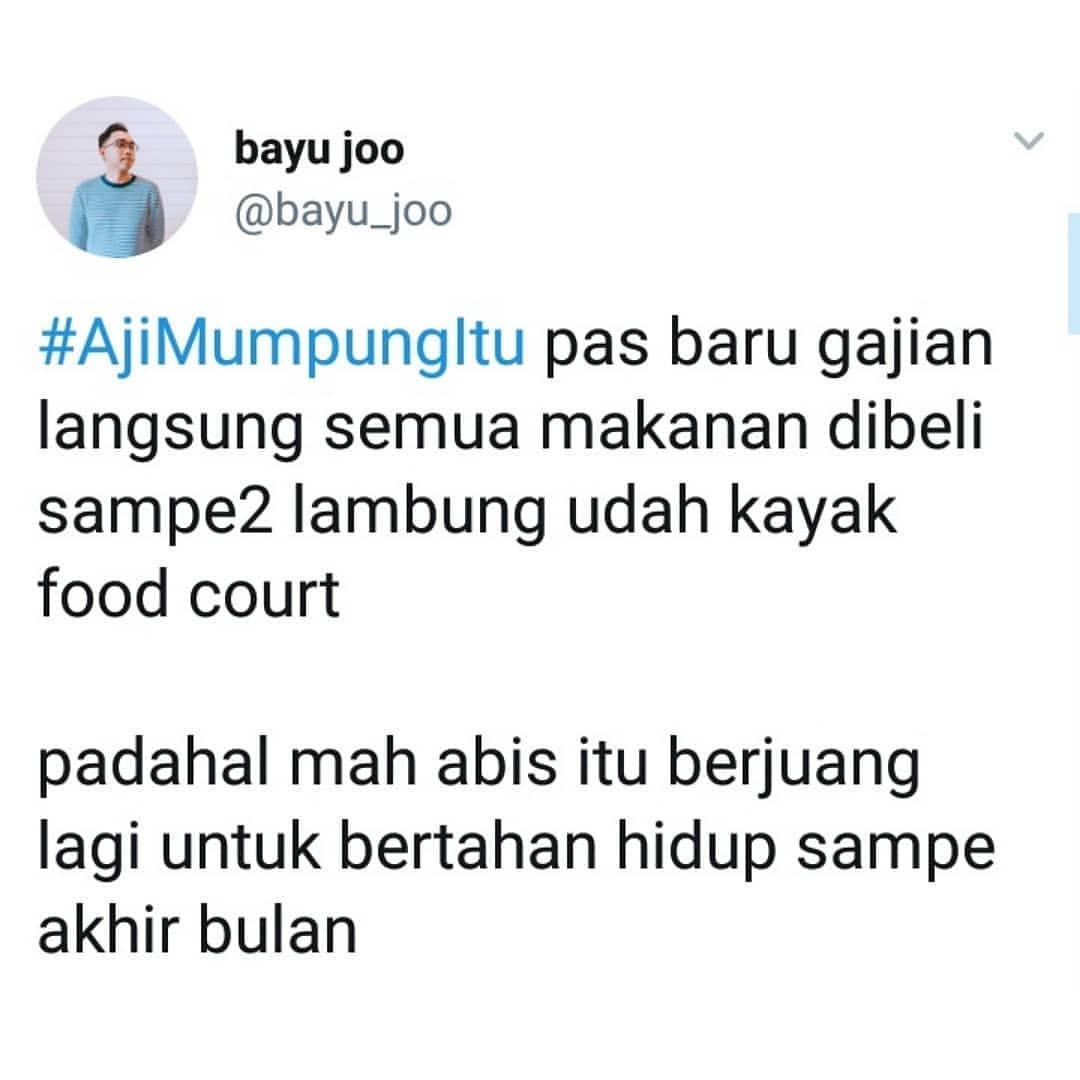 bayu joo
@bayu_joo
#AjiMumpungItu pas baru gajian
langsung semua makanan dibeli
sampe2 lambung udah kayak
food court
padahal mah abis itu berjuang
lagi untuk bertahan hidup sampe
akhir bulan